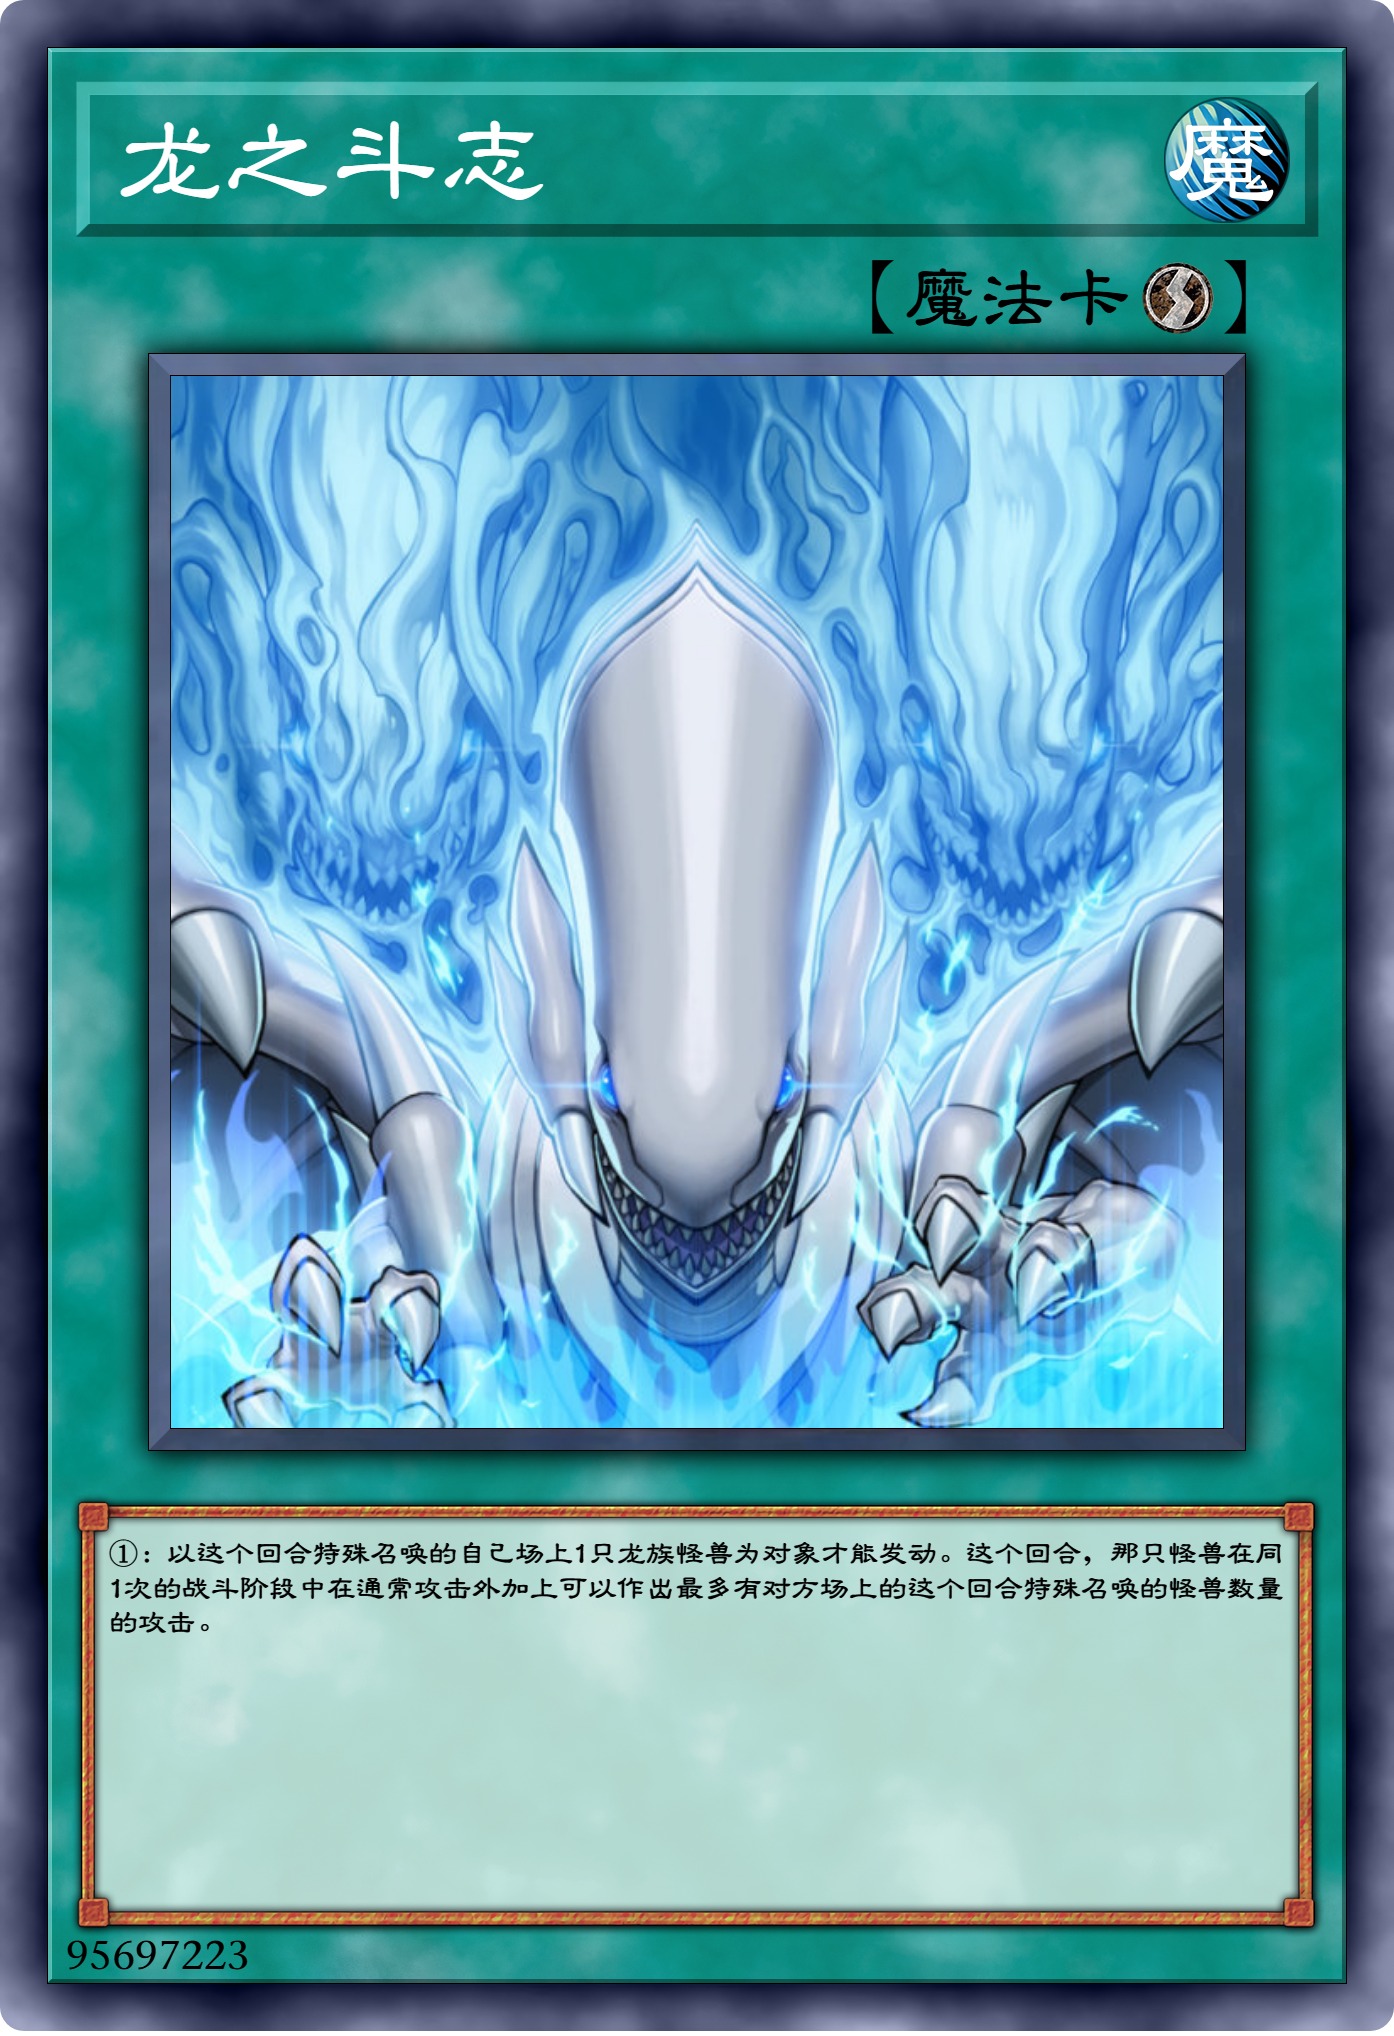 龙之斗志 魔
【魔法卡】
①：以这个回合特殊召唤的自己场上1只龙族怪兽为对象才能发动。这个回合，那只怪兽在同
1次的战斗阶段中在通常攻击外加上可以作出最多有对方场上的这个回合特殊召唤的怪兽数量
的攻击。
95697223